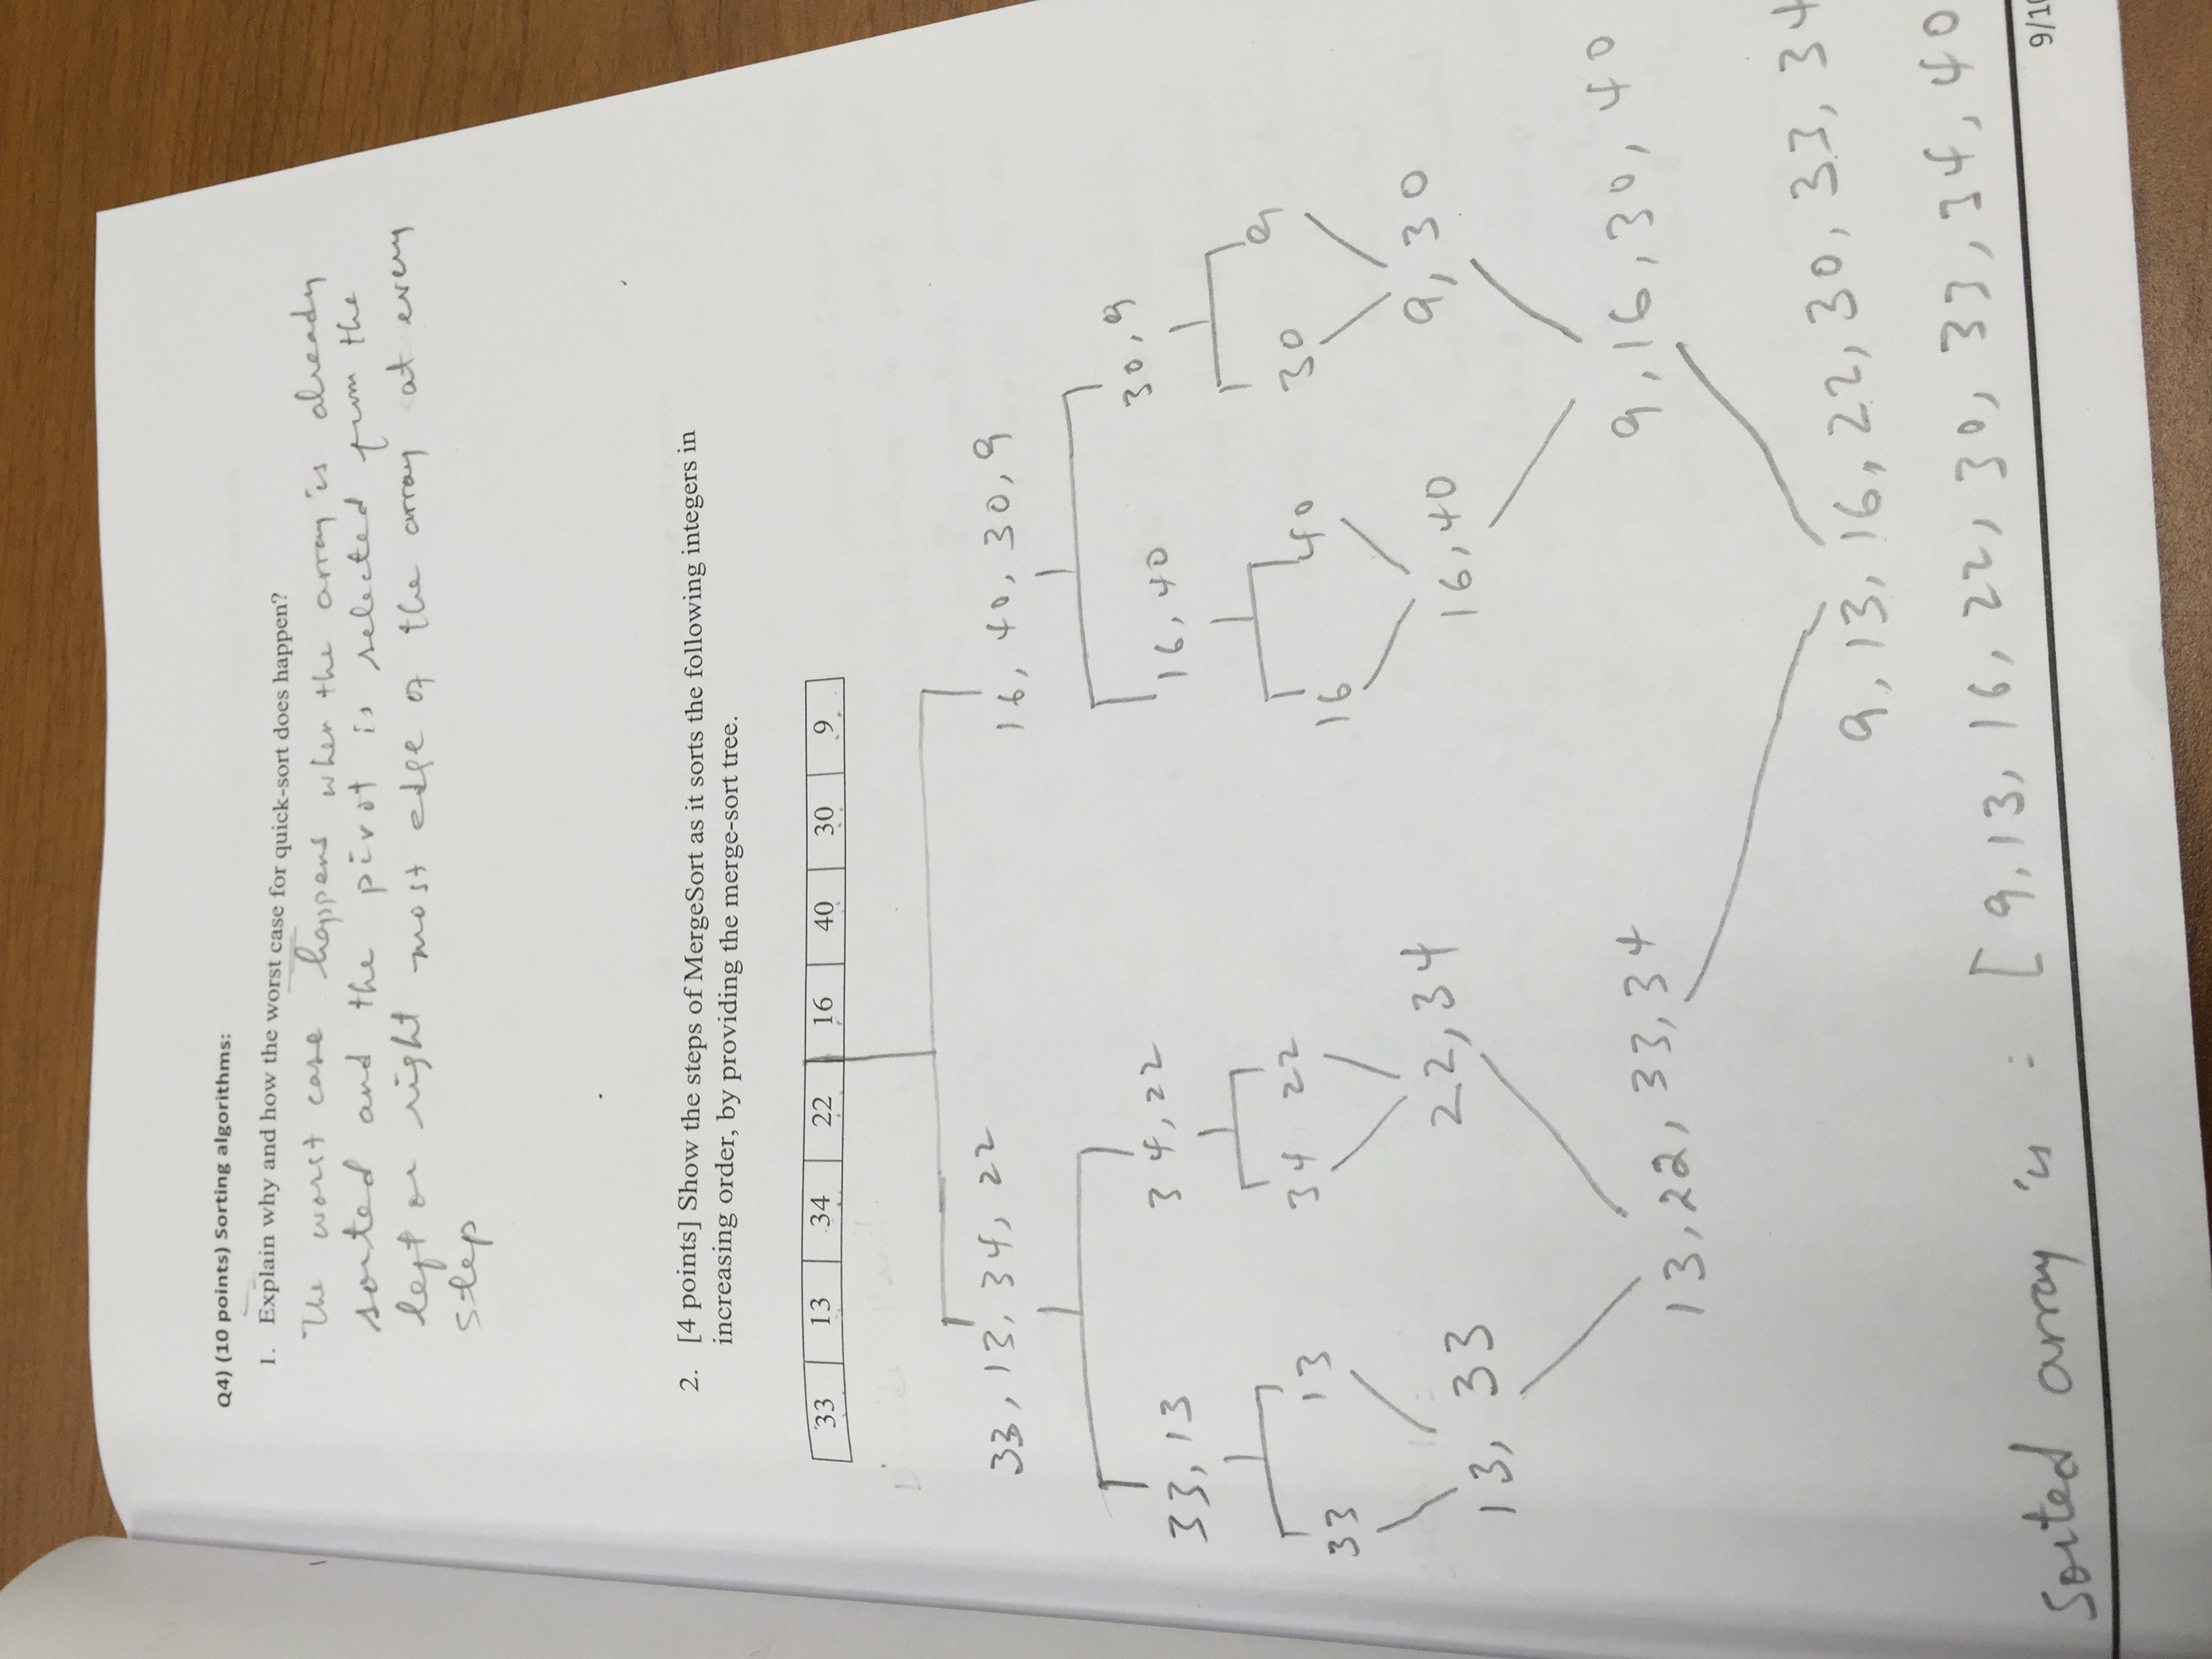 Q4) (10 points) Sorting algorithms:
1. Explain why and how the worst case for quick-sort does happen?
The worst case happens when the array is already
sorted and the pivot is selected from the
left or right most edge of the array at every
step
2. [4 points] Show the steps of MergeSort as it sorts the following integers in
increasing order, by providing the merge-sort tree.
33 13 34 22 16 40 30 9
33, 13, 34, 22 16, 40, 30, 9
33, 13 34, 22 16, 40 30, 9
33 13 34 22 16 40 30 9
13, 33 22, 34 16, 40 9, 30
13, 22, 33, 34 9, 16, 30, 40
9, 13, 16, 22, 30, 33, 34
Sorted array is : [ 9, 13, 16, 22, 30, 33, 34, 40
9/10